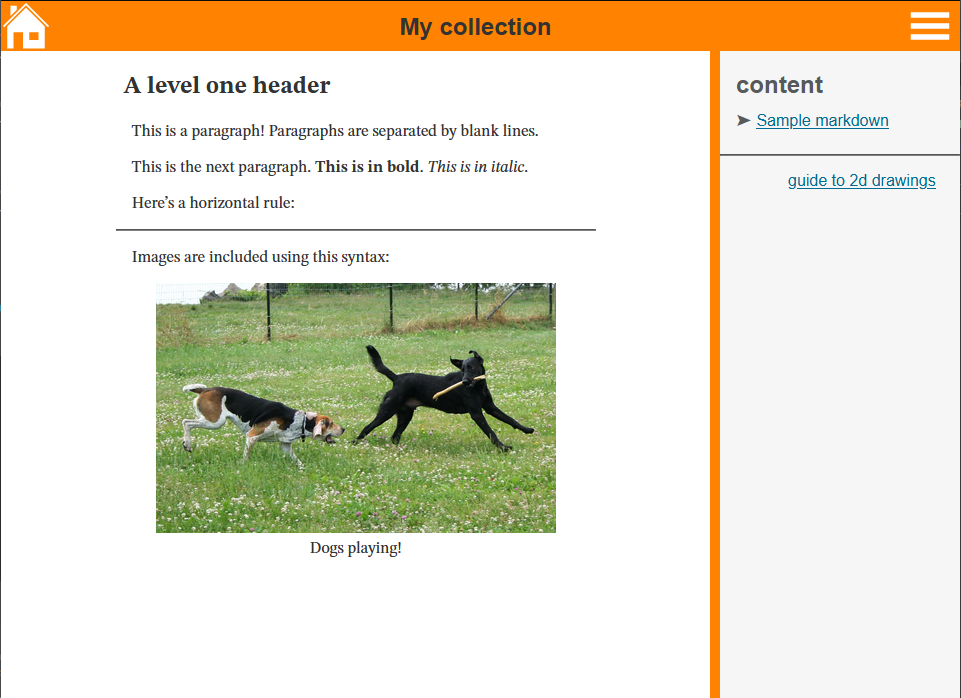 My collection
A level one header
This is a paragraph! Paragraphs are separated by blank lines.
This is the next paragraph. This is in bold. This is in italic.
Here’s a horizontal rule:
Images are included using this syntax:
Dogs playing!
content
➤ Sample markdown
guide to 2d drawings